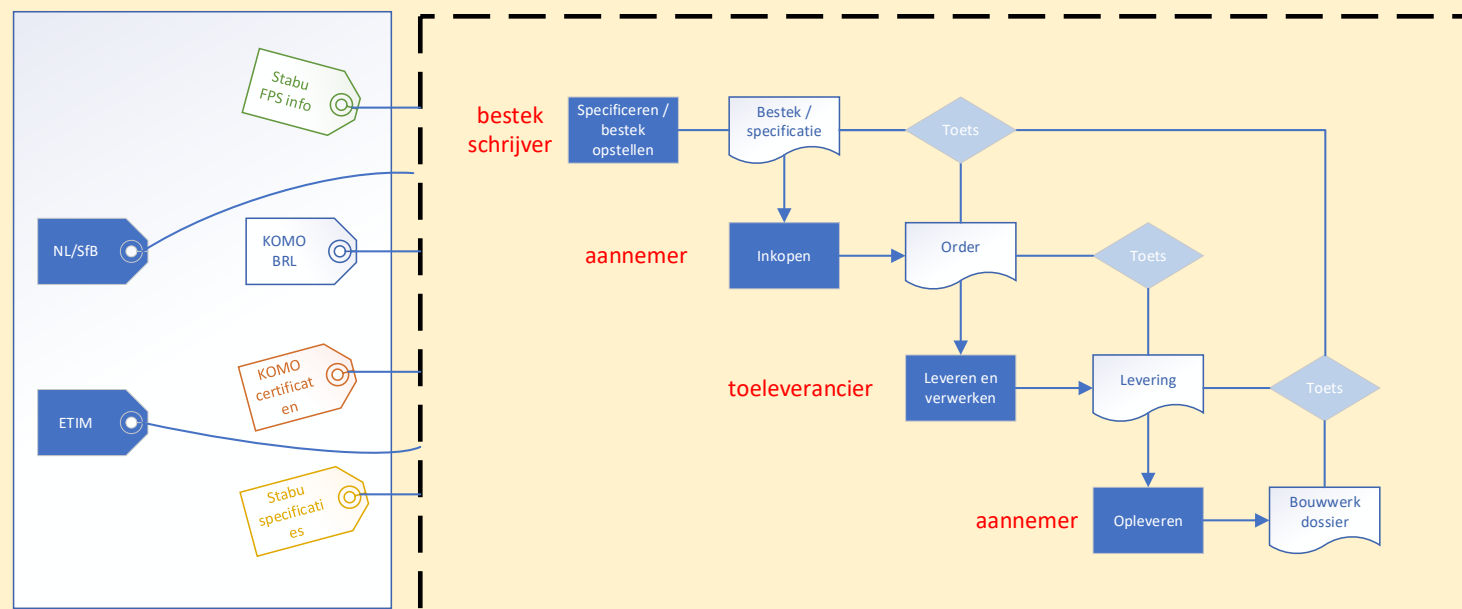 Stabu
FPS info
NL/SfB
KOMO
BRL
KOMO
certificat
en
ETIM
Stabu
specificati
es
bestek
schrijver
Specificeren /
bestek
opstellen
Bestek /
specificatie
Toets
aannemer
Inkopen
Order
Toets
toeleverancier
Leveren en
verwerken
Levering
Toets
aannemer
Opleveren
Bouwwerk
dossier